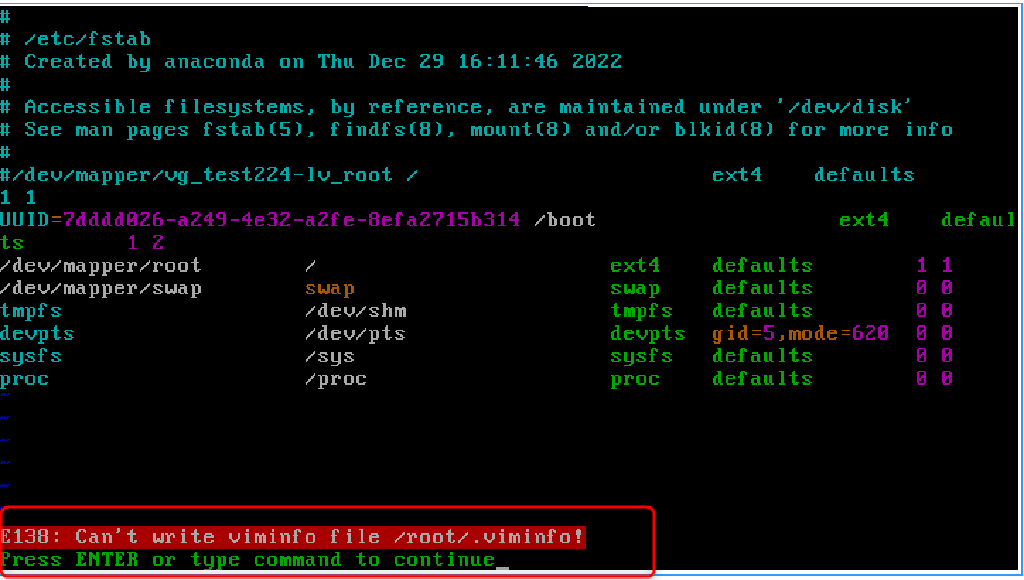 #
# /etc/fstab
# Created by anaconda on Thu Dec 29 16:11:46 2022
#
# Accessible filesystems, by reference, are maintained under '/dev/disk'
# See man pages fstab(5), findfs(8), mount(8) and/or blkid(8) for more info
#
#/dev/mapper/vg_test224-lv_root / ext4 defaults
1 1
UUID=7dddd026-a249-4e32-a2fe-8efa2715b314 /boot ext4 defaul
ts 1 2
/dev/mapper/root / ext4 defaults 1 1
/dev/mapper/swap swap swap defaults 0 0
tmpfs /dev/shm tmpfs defaults 0 0
devpts /dev/pts devpts gid=5,mode=620 0 0
sysfs /sys sysfs defaults 0 0
proc /proc proc defaults 0 0
~
~
~
~
~
E138: Can't write viminfo file /root/.viminfo!
Press ENTER or type command to continue_